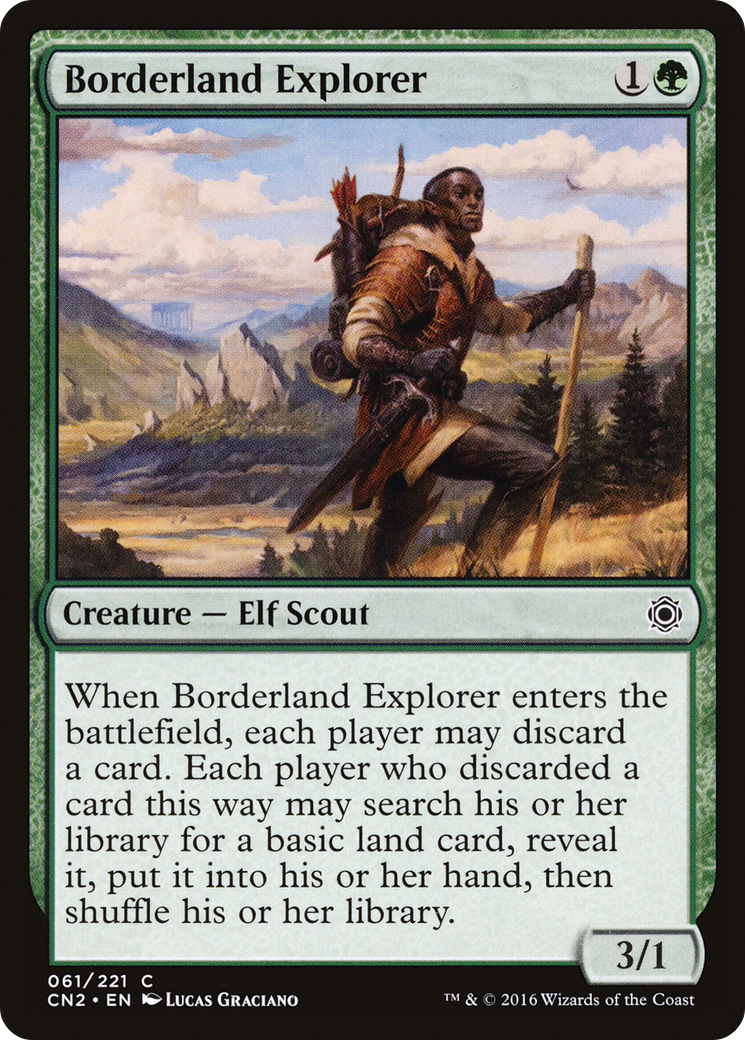 Borderland Explorer 1
Creature — Elf Scout
When Borderland Explorer enters the
battlefield, each player may discard
a card. Each player who discarded a
card this way may search his or her
library for a basic land card, reveal
it, put it into his or her hand, then
shuffle his or her library.
3/1
061/221 C
CN2 • EN Lucas Graciano
™ & © 2016 Wizards of the Coast